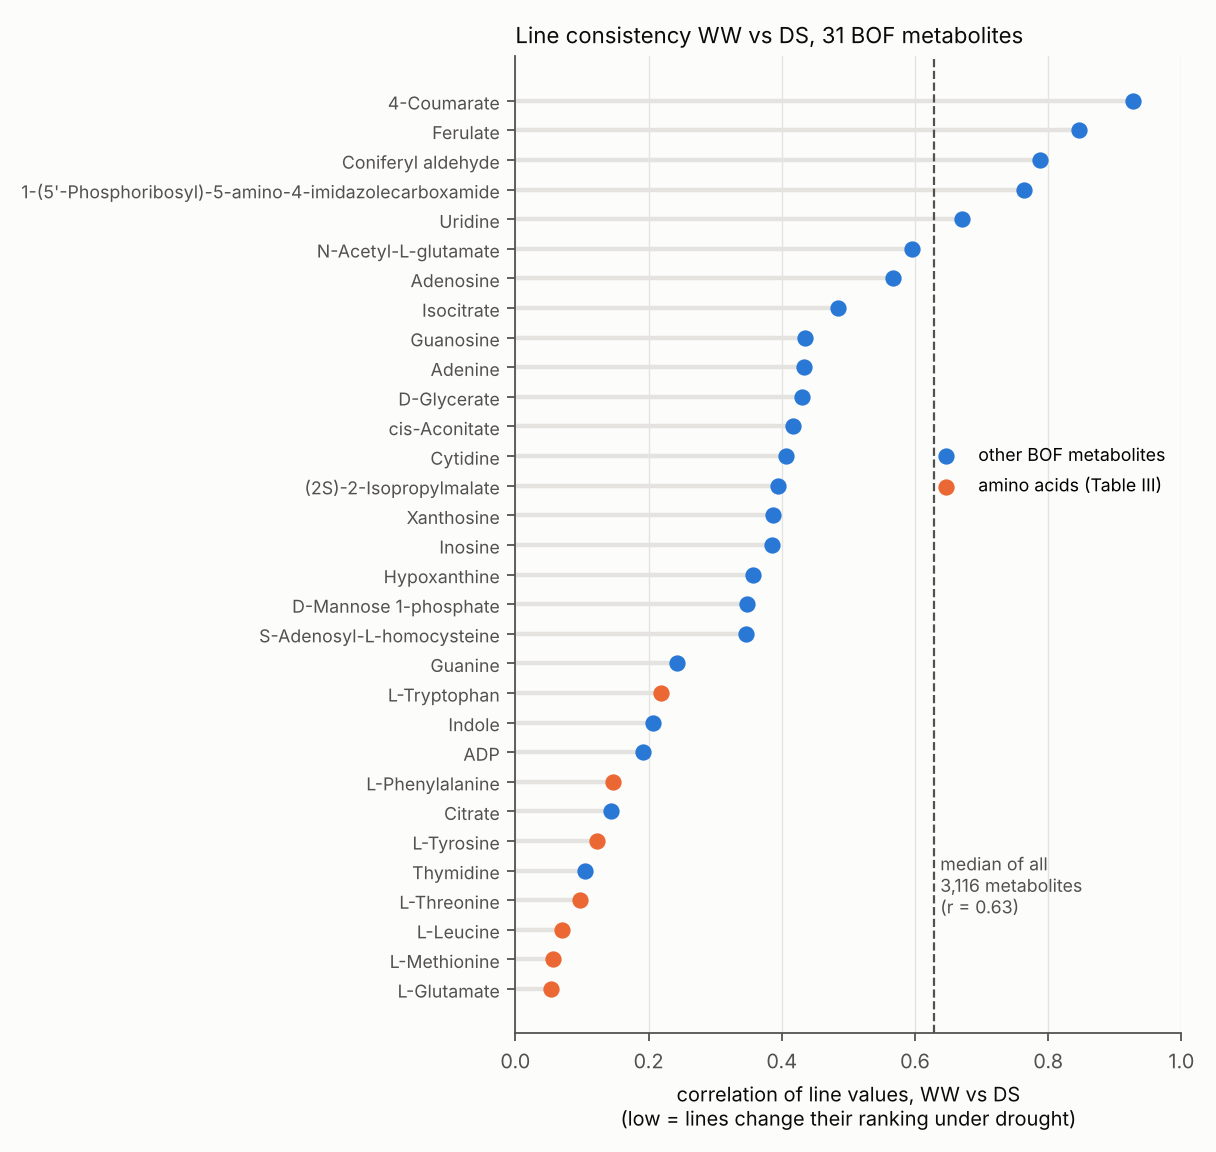 Line consistency WW vs DS, 31 BOF metabolites
4-Coumarate
Ferulate
Coniferyl aldehyde
1-(5'-Phosphoribosyl)-5-amino-4-imidazolecarboxamide
Uridine
N-Acetyl-L-glutamate
Adenosine
Isocitrate
Guanosine
Adenine
D-Glycerate
cis-Aconitate
Cytidine
(2S)-2-Isopropylmalate
Xanthosine
Inosine
Hypoxanthine
D-Mannose 1-phosphate
S-Adenosyl-L-homocysteine
Guanine
L-Tryptophan
Indole
ADP
L-Phenylalanine
Citrate
L-Tyrosine
Thymidine
L-Threonine
L-Leucine
L-Methionine
L-Glutamate
other BOF metabolites
amino acids (Table III)
median of all
3,116 metabolites
(r = 0.63)
0.0 0.2 0.4 0.6 0.8 1.0
correlation of line values, WW vs DS
(low = lines change their ranking under drought)